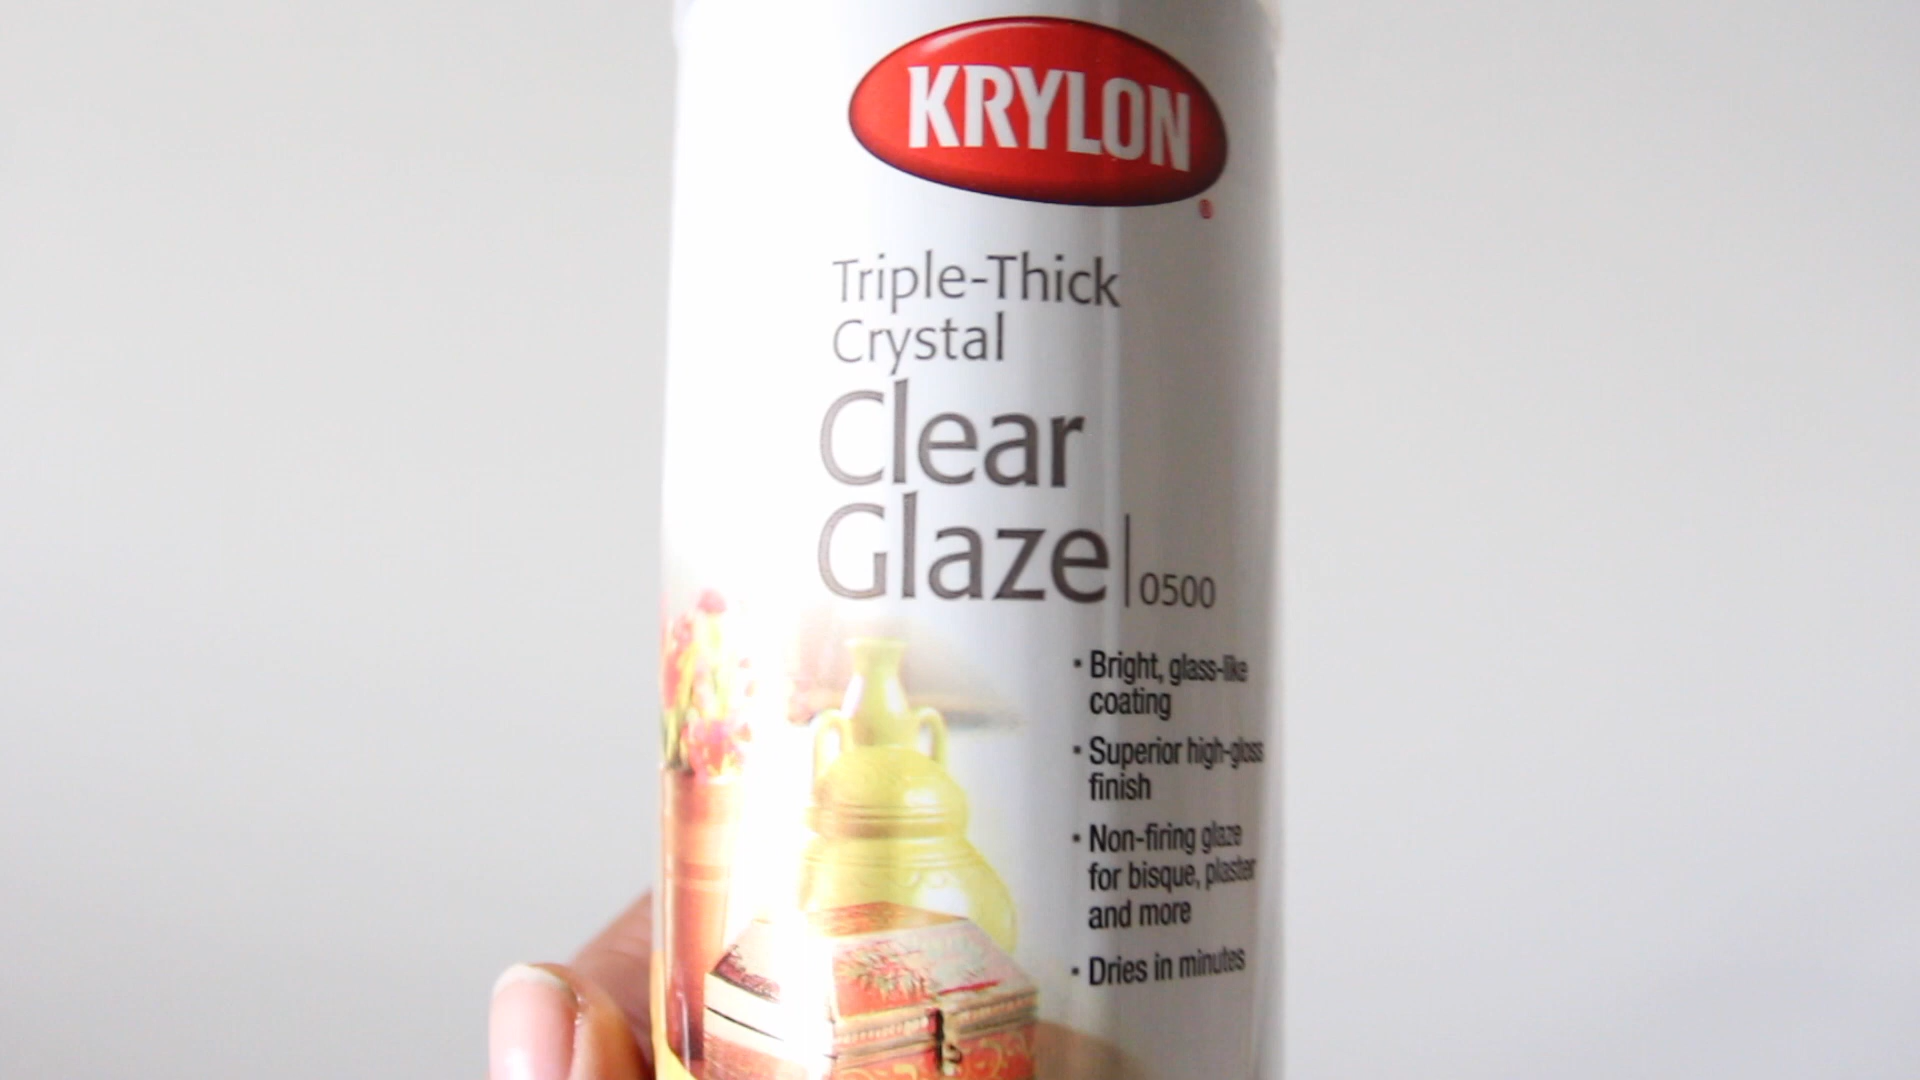 KRYLON
®
Triple-Thick
Crystal
Clear
Glaze|0500
· Bright, glass-like
coating
· Superior high-gloss
finish
· Non-firing glaze
for bisque, plaster
and more
· Dries in minutes